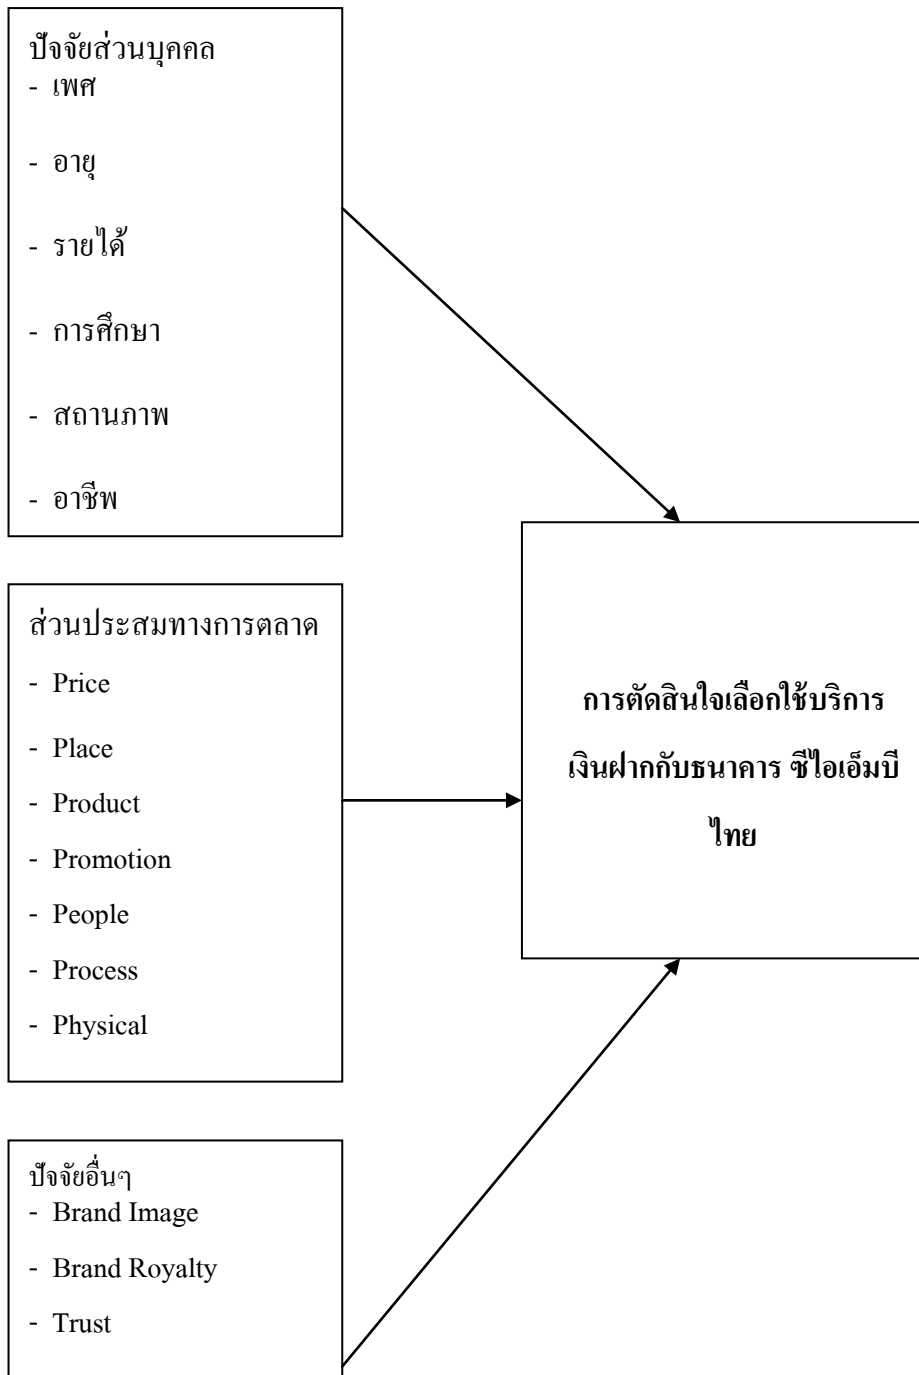 ปัจจัยส่วนบุคคล
- เพศ
- อายุ
- รายได้
- การศึกษา
- สถานภาพ
- อาชีพ
ส่วนประสมทางการตลาด
- Price
- Place
- Product
- Promotion
- People
- Process
- Physical
การตัดสินใจเลือกใช้บริการ
เงินฝากกับธนาคาร ซีไอเอ็มบี
ไทย
ปัจจัยอื่นๆ
- Brand Image
- Brand Royalty
- Trust